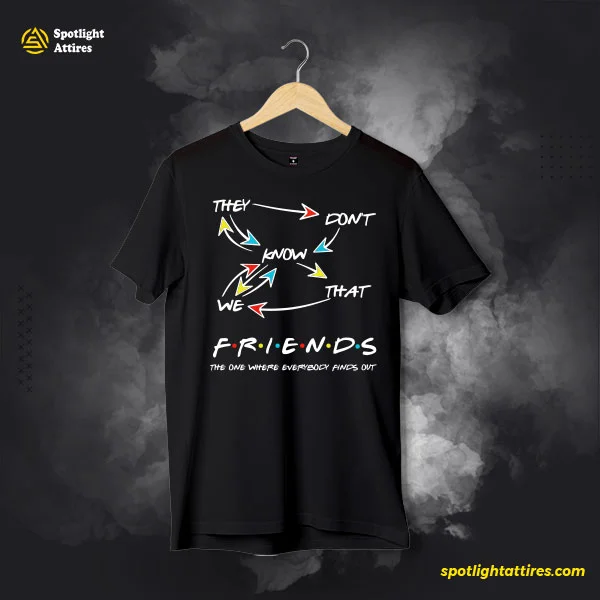 Spotlight
Attires
THEY
DON'T
KNOW
WE
THAT
F•R•I•E•N•D•S
THE ONE WHERE EVERYBODY FINDS OUT
spotlightattires.com